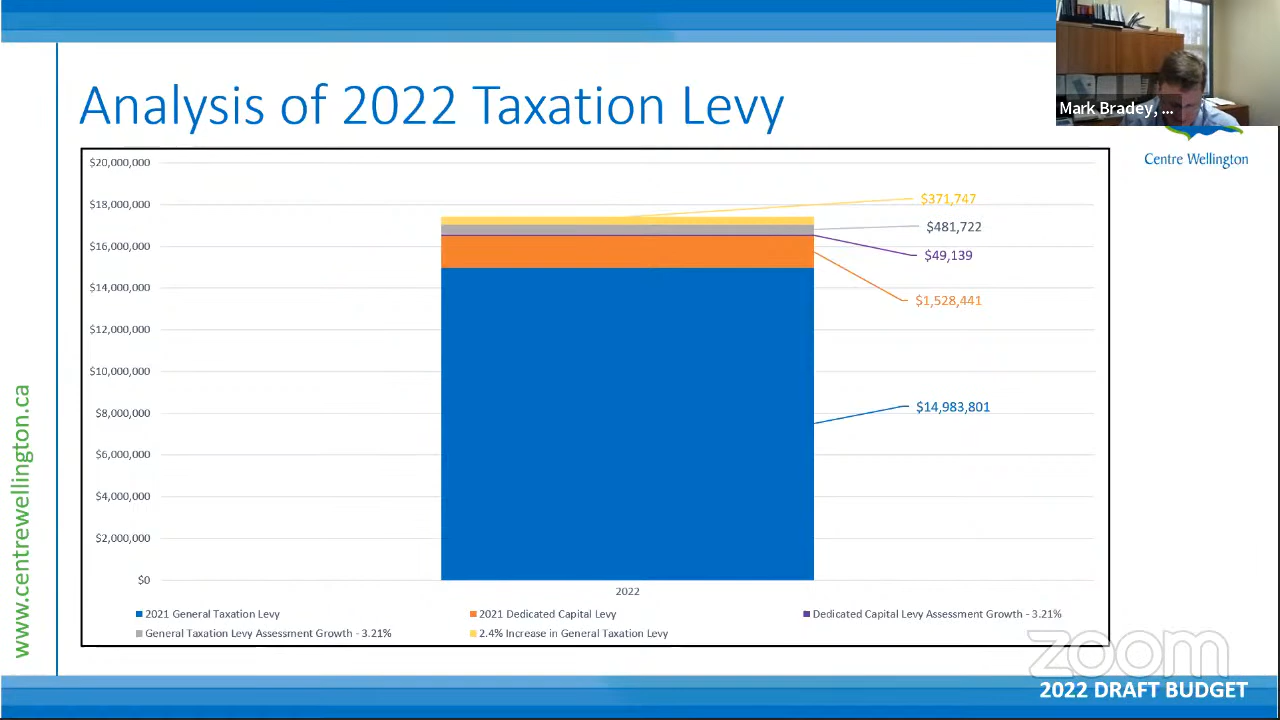 Analysis of 2022 Taxation Levy
Mark Bradey, ...
Centre Wellington
www.centrewellington.ca
$20,000,000
$18,000,000
$16,000,000
$14,000,000
$12,000,000
$10,000,000
$8,000,000
$6,000,000
$4,000,000
$2,000,000
$0
$371,747
$481,722
$49,139
$1,528,441
$14,983,801
2022
2021 General Taxation Levy
2021 Dedicated Capital Levy
Dedicated Capital Levy Assessment Growth - 3.21%
General Taxation Levy Assessment Growth - 3.21%
2.4% Increase in General Taxation Levy
zoom
2022 DRAFT BUDGET